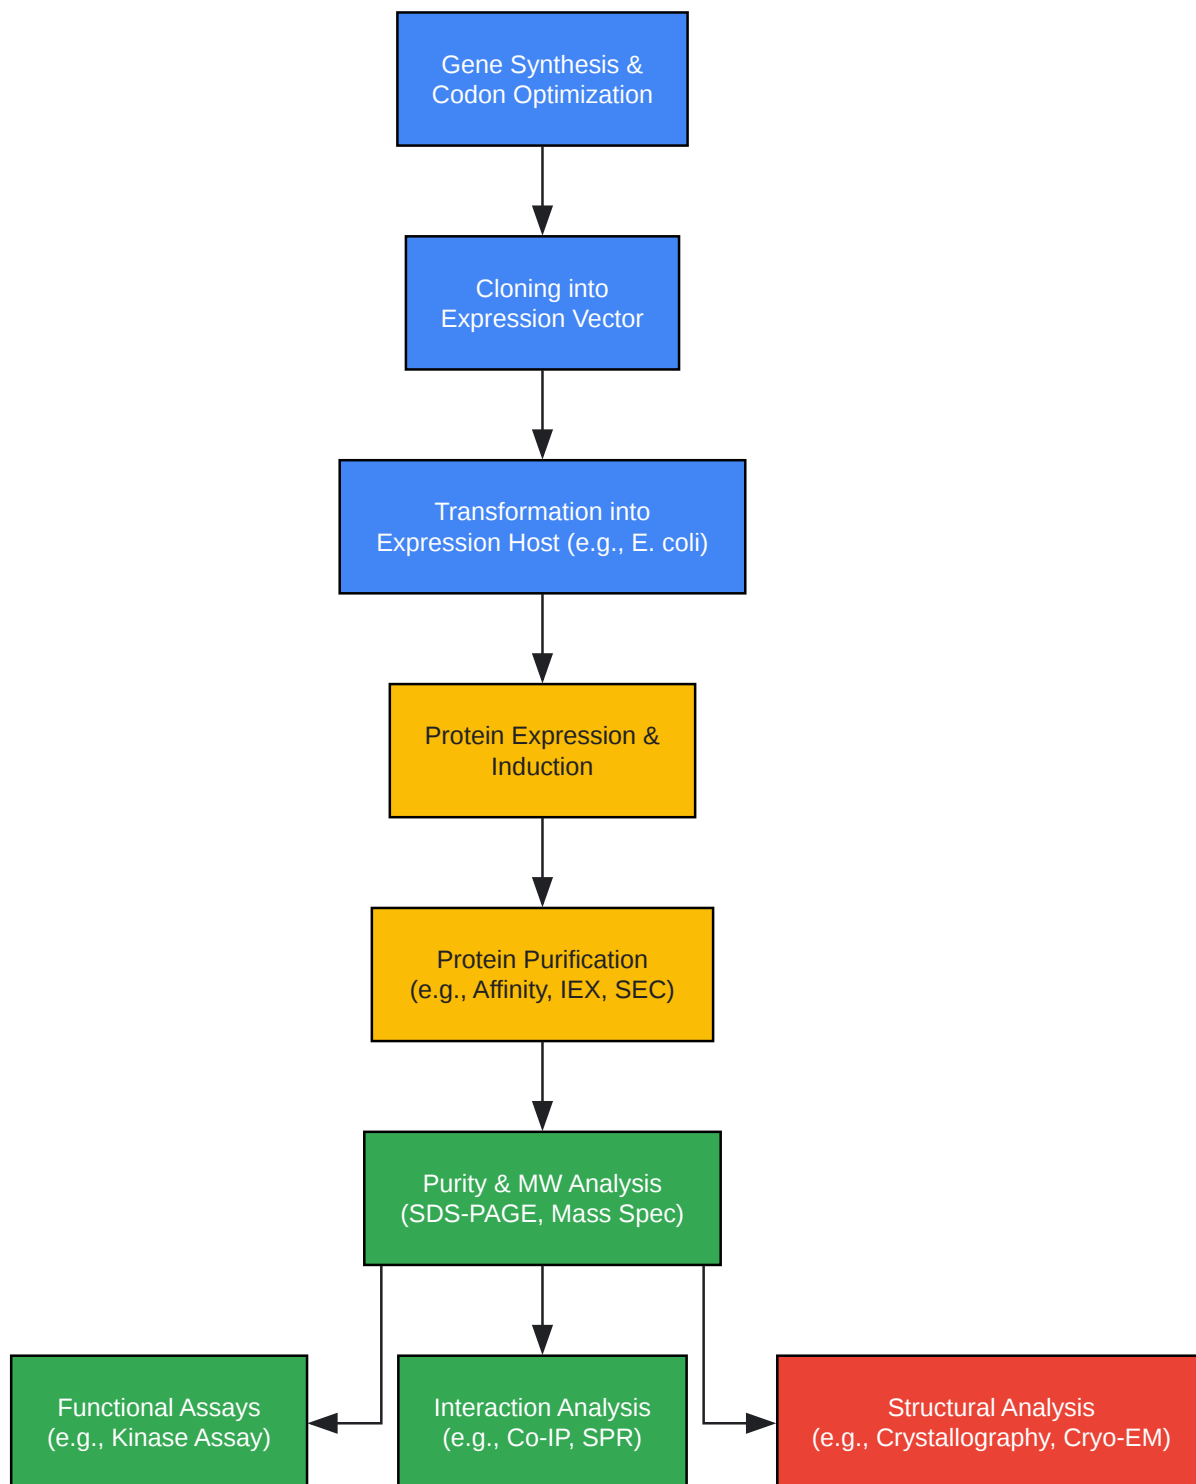 Gene Synthesis &
Codon Optimization
Cloning into
Expression Vector
Transformation into
Expression Host (e.g., E. coli)
Protein Expression &
Induction
Protein Purification
(e.g., Affinity, IEX, SEC)
Purity & MW Analysis
(SDS-PAGE, Mass Spec)
Functional Assays
(e.g., Kinase Assay)
Interaction Analysis
(e.g., Co-IP, SPR)
Structural Analysis
(e.g., Crystallography, Cryo-EM)